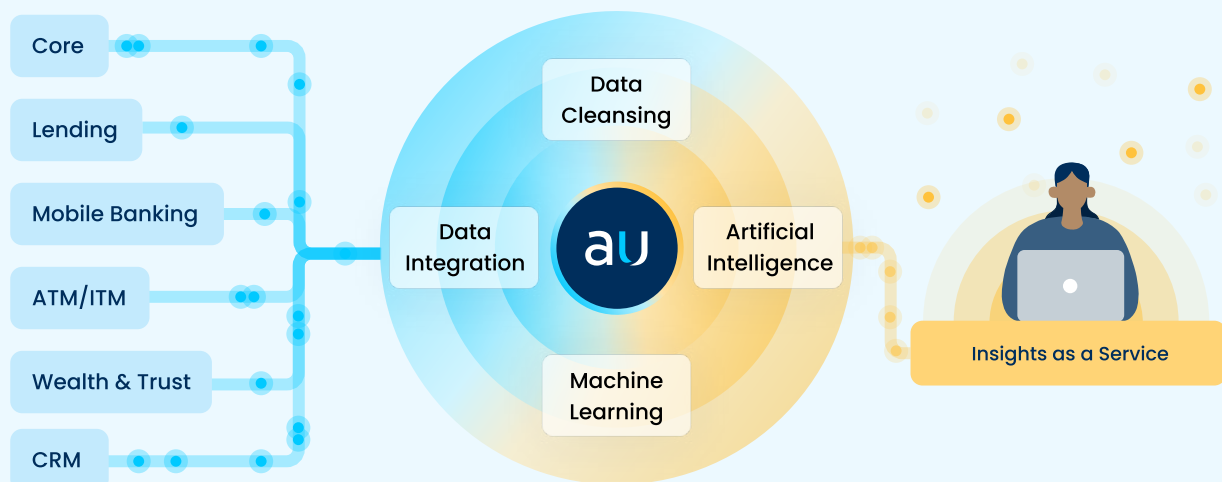 Core
Lending
Mobile Banking
ATM/ITM
Wealth & Trust
CRM
Data
Cleansing
Data
Integration
au
Artificial
Intelligence
Machine
Learning
Insights as a Service